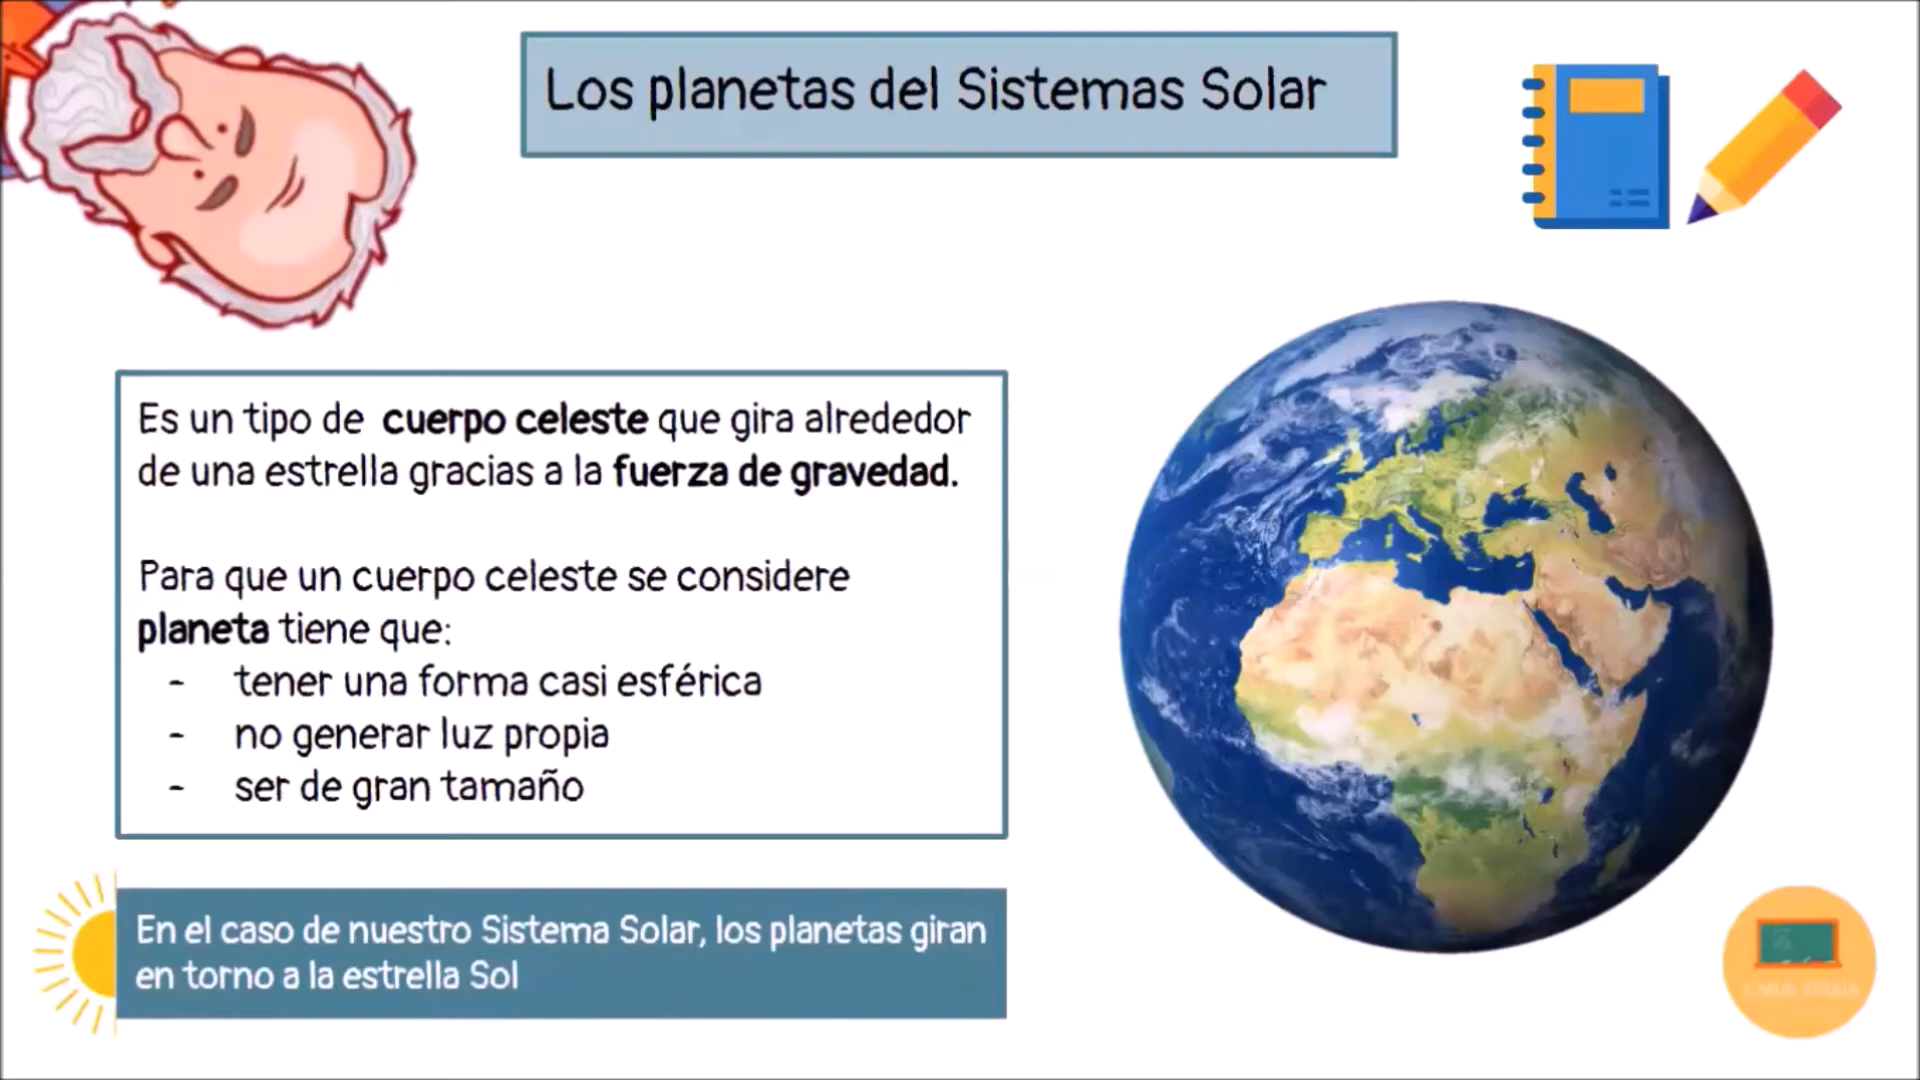 Los planetas del Sistemas Solar
Es un tipo de cuerpo celeste que gira alrededor
de una estrella gracias a la fuerza de gravedad.
Para que un cuerpo celeste se considere
planeta tiene que:
- tener una forma casi esférica
- no generar luz propia
- ser de gran tamaño
En el caso de nuestro Sistema Solar, los planetas giran
en torno a la estrella Sol